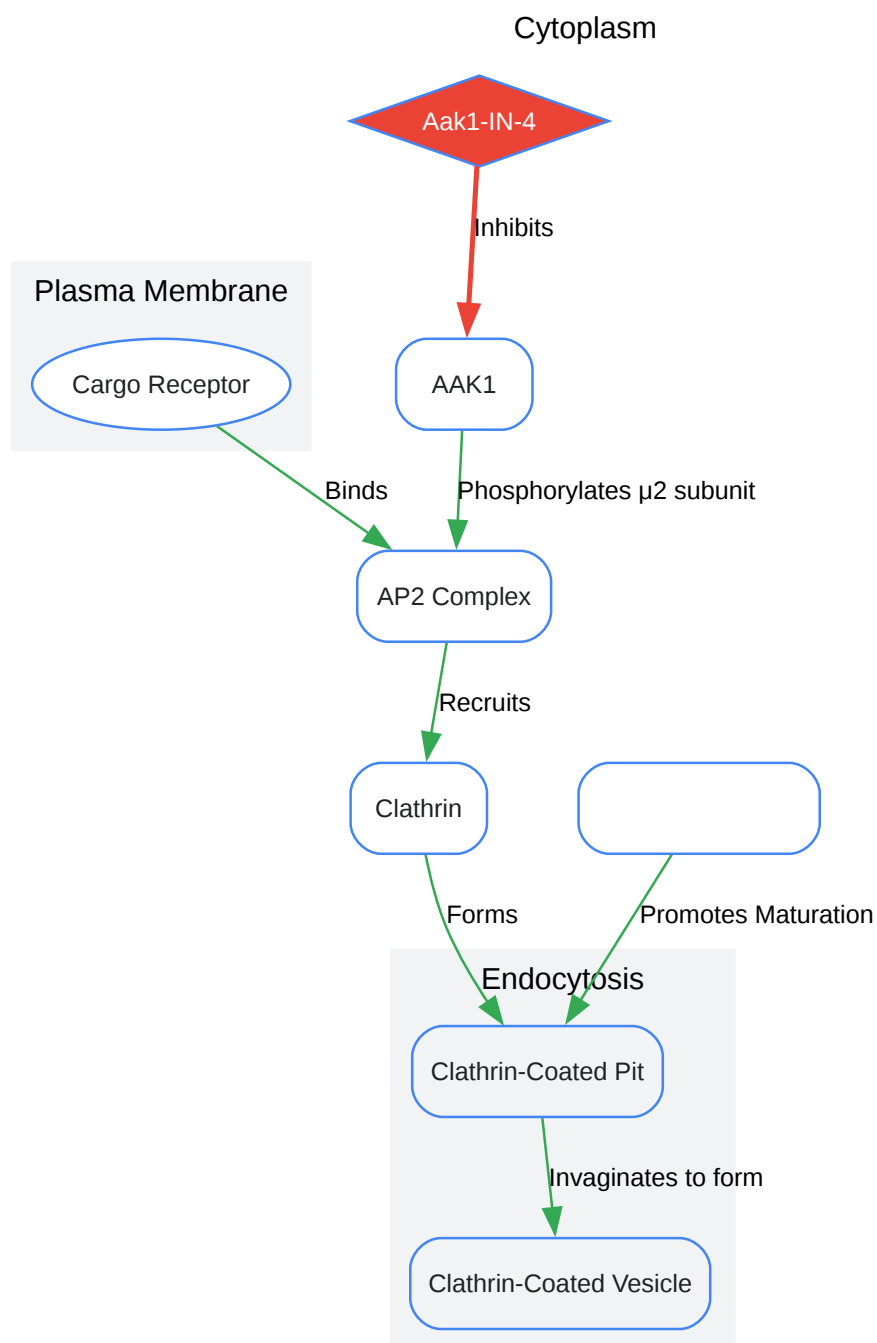 Cytoplasm
Aak1-IN-4
Inhibits
Plasma Membrane
Cargo Receptor
AAK1
Binds
Phosphorylates μ2 subunit
AP2 Complex
Recruits
Clathrin
Forms
Promotes Maturation
Endocytosis
Clathrin-Coated Pit
Invaginates to form
Clathrin-Coated Vesicle